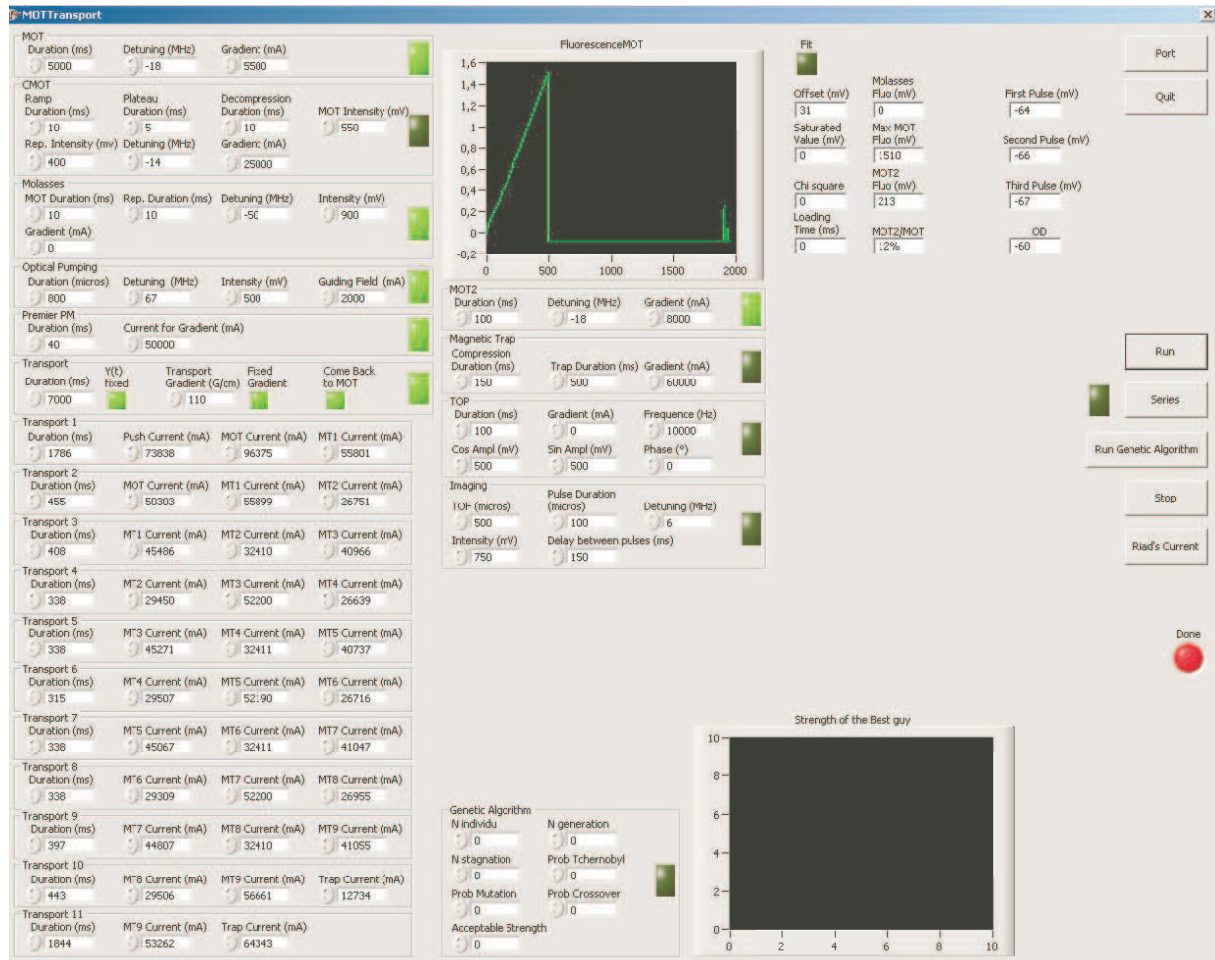 MOTTransport
MOT
Duration (ms) Detuning (MHz) Gradient (mA)
5000 -18 5500
CMOT
Ramp Plateau Decompression
Duration (ms) Duration (ms) Duration (ms) MOT Intensity (mV)
10 5 10 550
Rep. Intensity (mv) Detuning (MHz) Gradient (mA)
400 -14 25000
Molasses
MOT Duration (ms) Rep. Duration (ms) Detuning (MHz) Intensity (mV)
10 10 -50 900
Gradient (mA)
0
Optical Pumping
Duration (micros) Detuning (MHz) Intensity (mV) Guiding Field (mA)
800 67 500 2000
Premier PM
Duration (ms) Current for Gradient (mA)
40 50000
Transport
Duration (ms) Y(t) fixed Transport Gradient (G/cm) Fixed Gradient Come Back to MOT
7000 110
Transport 1
Duration (ms) Push Current (mA) MOT Current (mA) MT1 Current (mA)
1786 73838 96375 55801
Transport 2
Duration (ms) MOT Current (mA) MT1 Current (mA) MT2 Current (mA)
455 50303 55899 26751
Transport 3
Duration (ms) MT1 Current (mA) MT2 Current (mA) MT3 Current (mA)
408 45486 32410 40966
Transport 4
Duration (ms) MT2 Current (mA) MT3 Current (mA) MT4 Current (mA)
338 29450 52200 26639
Transport 5
Duration (ms) MT3 Current (mA) MT4 Current (mA) MT5 Current (mA)
338 45271 32411 40737
Transport 6
Duration (ms) MT4 Current (mA) MT5 Current (mA) MT6 Current (mA)
315 29507 52190 26716
Transport 7
Duration (ms) MT5 Current (mA) MT6 Current (mA) MT7 Current (mA)
338 45067 32411 41047
Transport 8
Duration (ms) MT6 Current (mA) MT7 Current (mA) MT8 Current (mA)
338 29309 52200 26955
Transport 9
Duration (ms) MT7 Current (mA) MT8 Current (mA) MT9 Current (mA)
397 44807 32410 41055
Transport 10
Duration (ms) MT8 Current (mA) MT9 Current (mA) Trap Current (mA)
443 29506 56661 12734
Transport 11
Duration (ms) MT9 Current (mA) Trap Current (mA)
1844 53262 64343
FluorescenceMOT
1,6
1,4
1,2
1
0,8
0,6
0,4
0,2
0
-0,2
0 500 1000 1500 2000
MOT2
Duration (ms) Detuning (MHz) Gradient (mA)
100 -18 8000
Magnetic Trap
Compression
Duration (ms) Trap Duration (ms) Gradient (mA)
150 500 60000
TOP
Duration (ms) Gradient (mA) Frequence (Hz)
100 0 10000
Cos Ampl (mV) Sin Ampl (mV) Phase (°)
500 500 0
Imaging
TOF (micros) Pulse Duration (micros) Detuning (MHz)
500 100 6
Intensity (mV) Delay between pulses (ms)
750 150
Genetic Algorithm
N individu N generation
0 0
N stagnation Prob Tchernobyl
0 0
Prob Mutation Prob Crossover
0 0
Acceptable Strength
0
Fit
Offset (mV) Molasses Fluo (mV) First Pulse (mV)
31 0 -64
Saturated Value (mV) Max MOT Fluo (mV) Second Pulse (mV)
0 1510 -66
Chi square MOT2 Fluo (mV) Third Pulse (mV)
0 213 -67
Loading Time (ms) MOT2/MOT OD
0 12% -60
Port
Quit
Run
Series
Run Genetic Algorithm
Stop
Riad's Current
Done
Strength of the Best guy
10
8
6
4
2
0
0 2 4 6 8 10